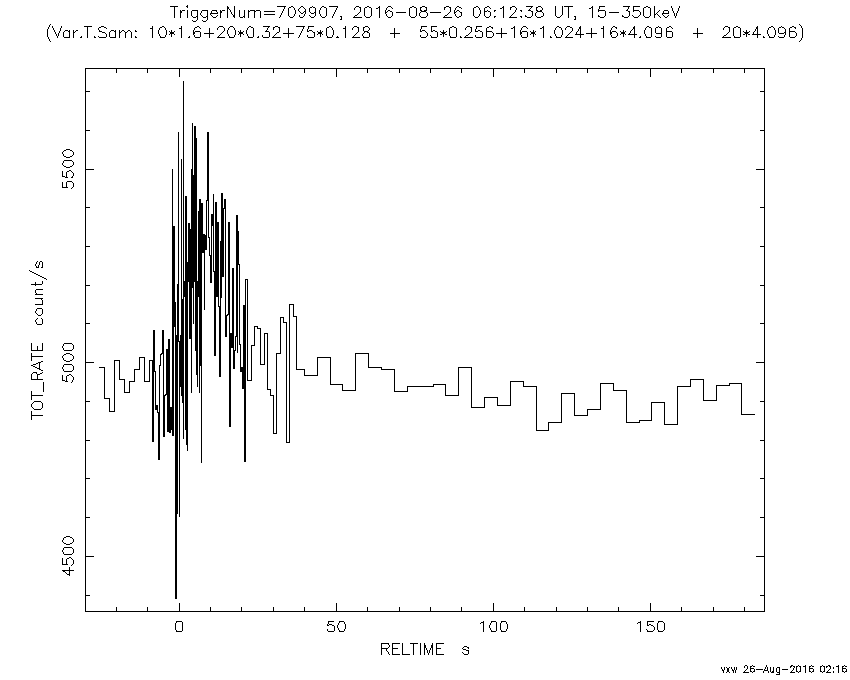 TriggerNum=709907, 2016-08-26 06:12:38 UT, 15-350keV
(Var.T.Sam: 10*1.6+20*0.32+75*0.128 + 55*0.256+16*1.024+16*4.096 + 20*4.096)
5500
5000
4500
TOT_RATE count/s
0 50 100 150
RELTIME s
vxw 26-Aug-2016 02:16